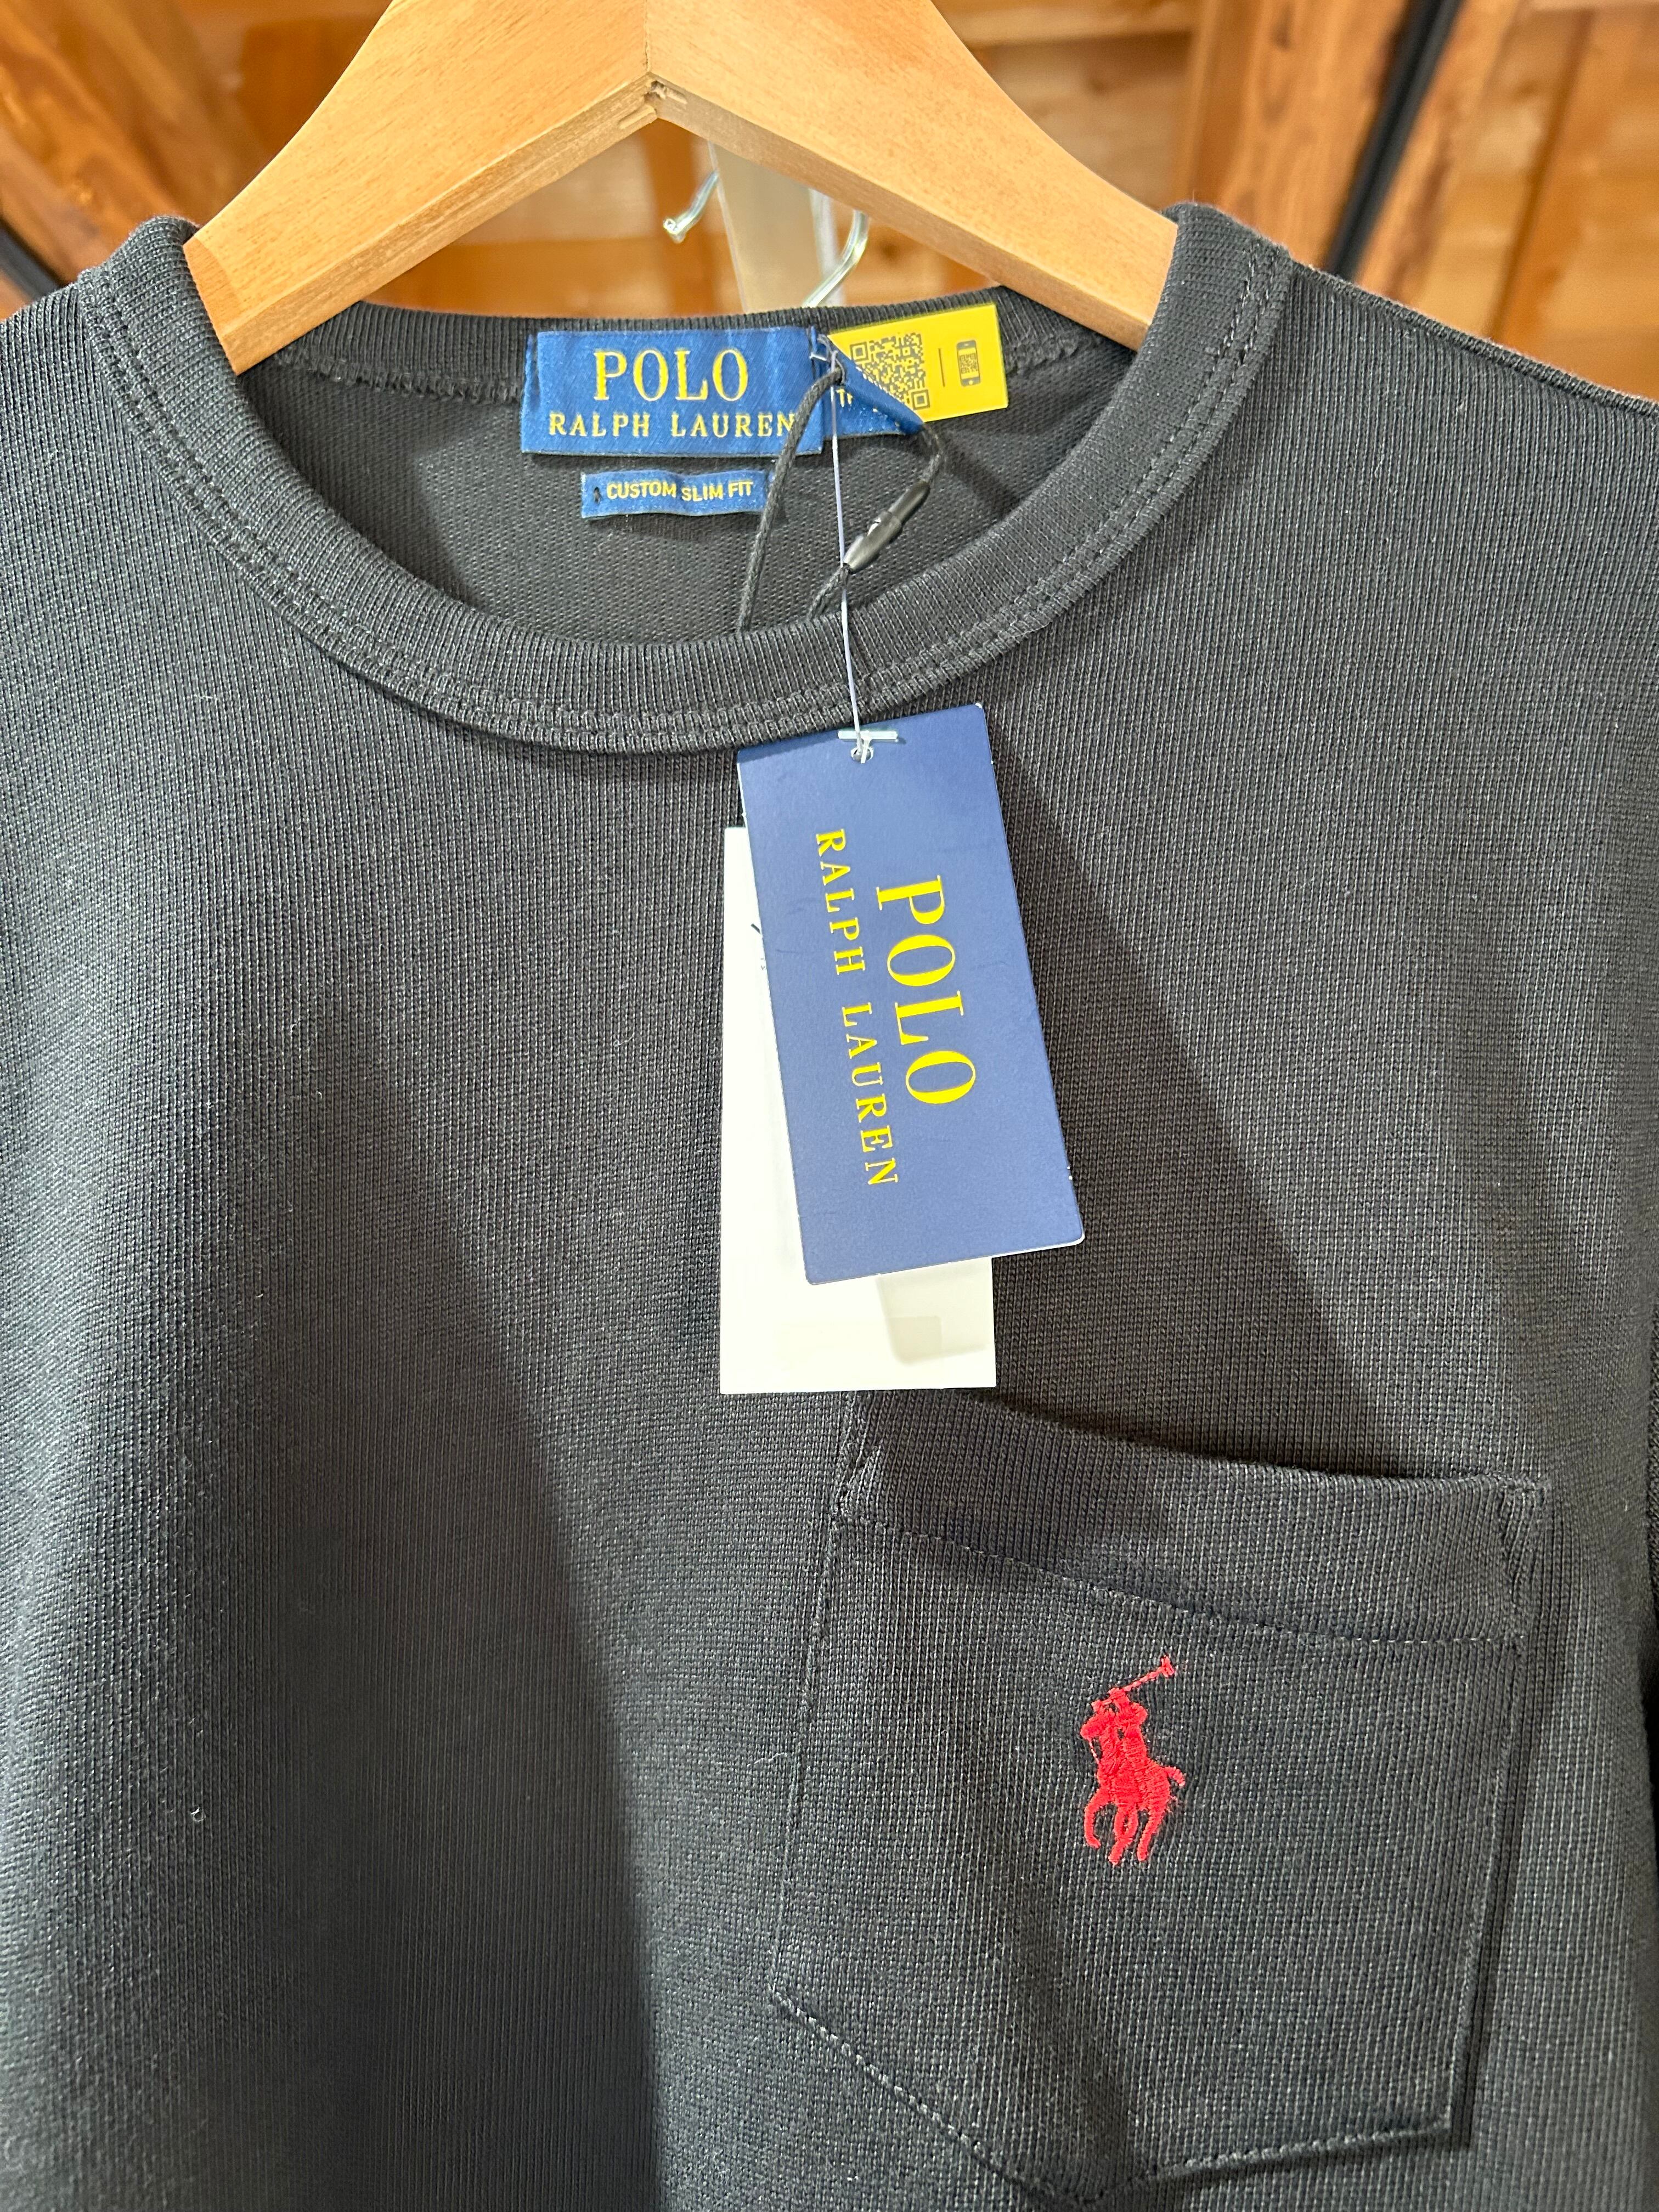 POLO
RALPH LAUREN
CUSTOM SLIM FIT
POLO
RALPH LAUREN